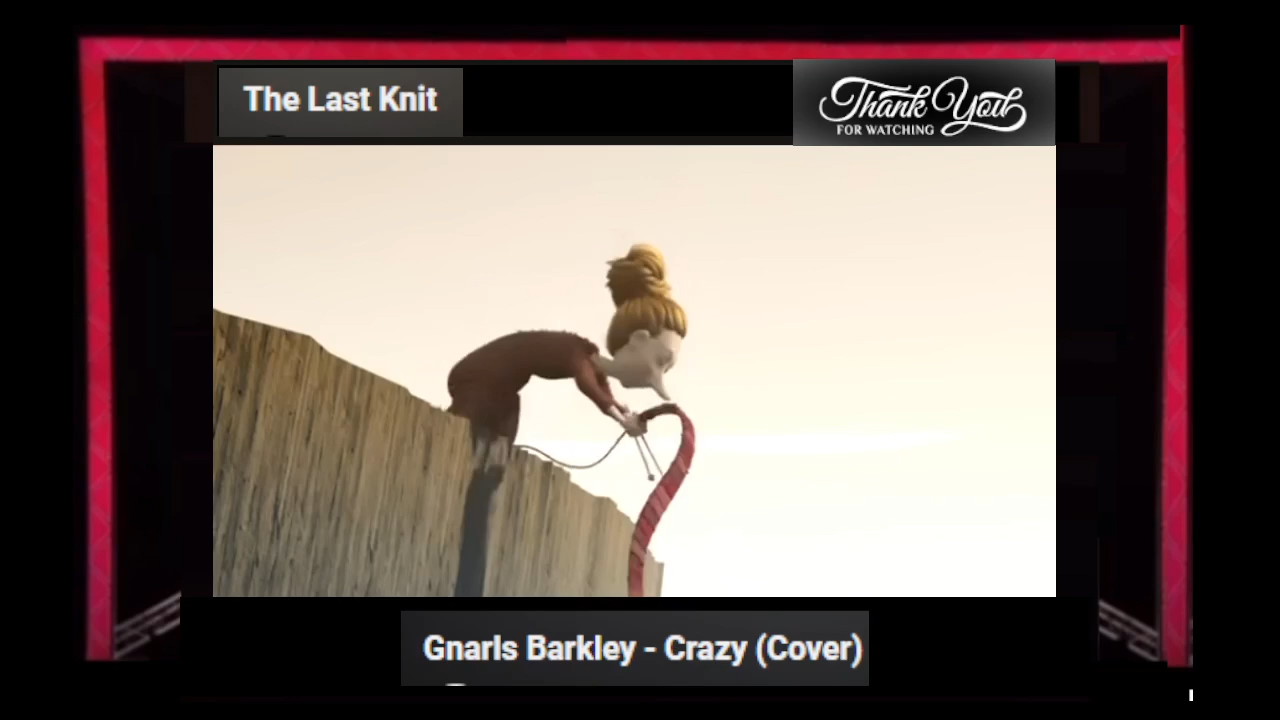 The Last Knit
Thank You
FOR WATCHING
Gnarls Barkley - Crazy (Cover)